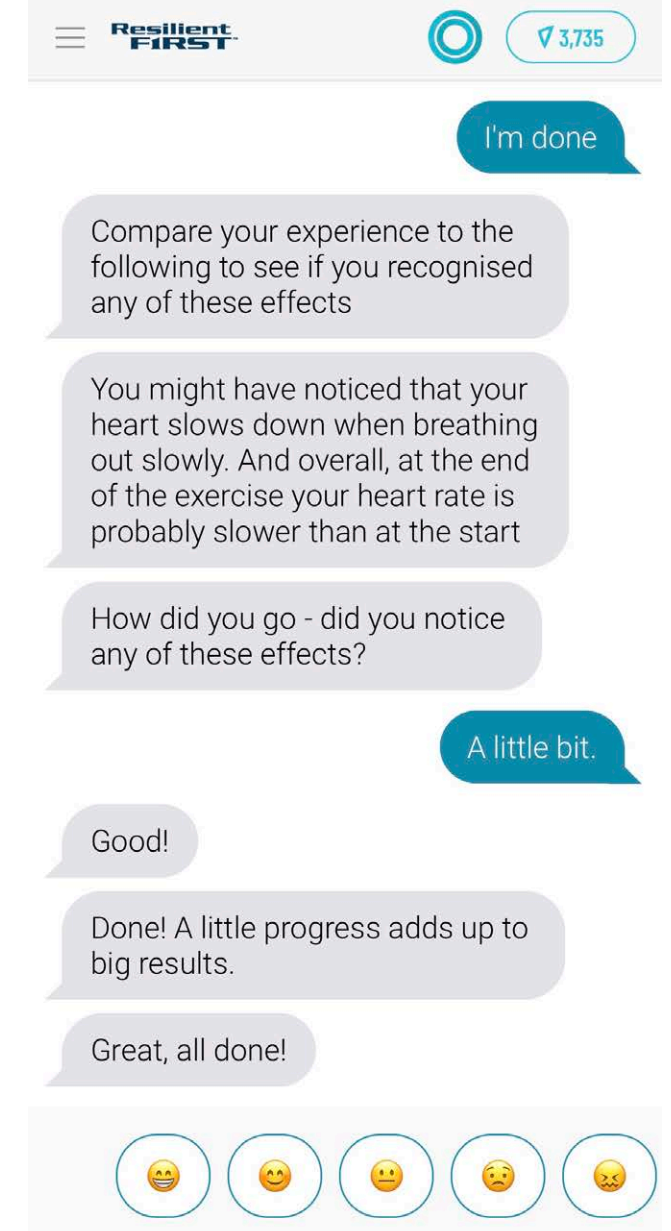 Resilient
FIRST
3,735
I'm done
Compare your experience to the
following to see if you recognised
any of these effects
You might have noticed that your
heart slows down when breathing
out slowly. And overall, at the end
of the exercise your heart rate is
probably slower than at the start
How did you go - did you notice
any of these effects?
A little bit.
Good!
Done! A little progress adds up to
big results.
Great, all done!